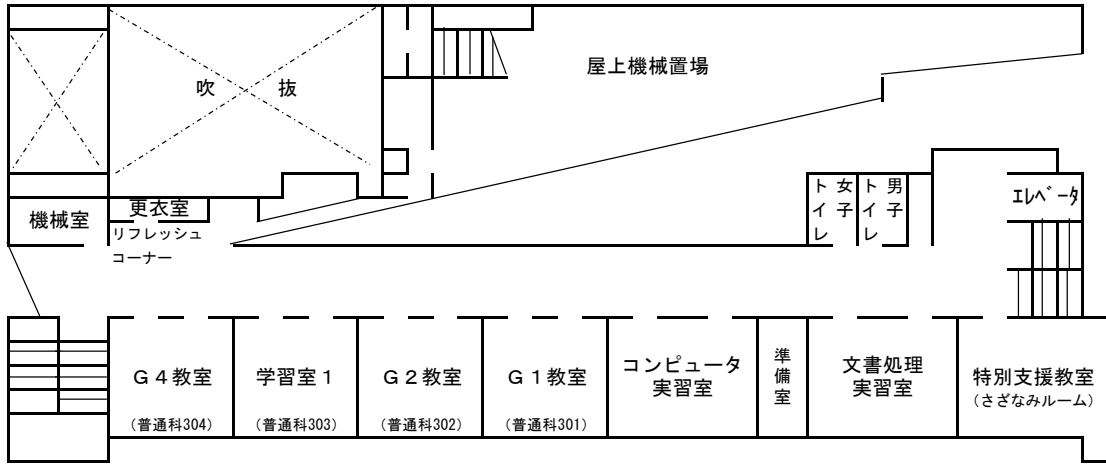 屋上機械置場
吹　抜
女子トイレ
男子トイレ
ｴﾚﾍﾞｰﾀ
機械室
更衣室
リフレッシュ
コーナー
Ｇ４教室
（普通科304）
学習室１
（普通科303）
Ｇ２教室
（普通科302）
Ｇ１教室
（普通科301）
コンピュータ
実習室
準備室
文書処理
実習室
特別支援教室
（さざなみルーム）